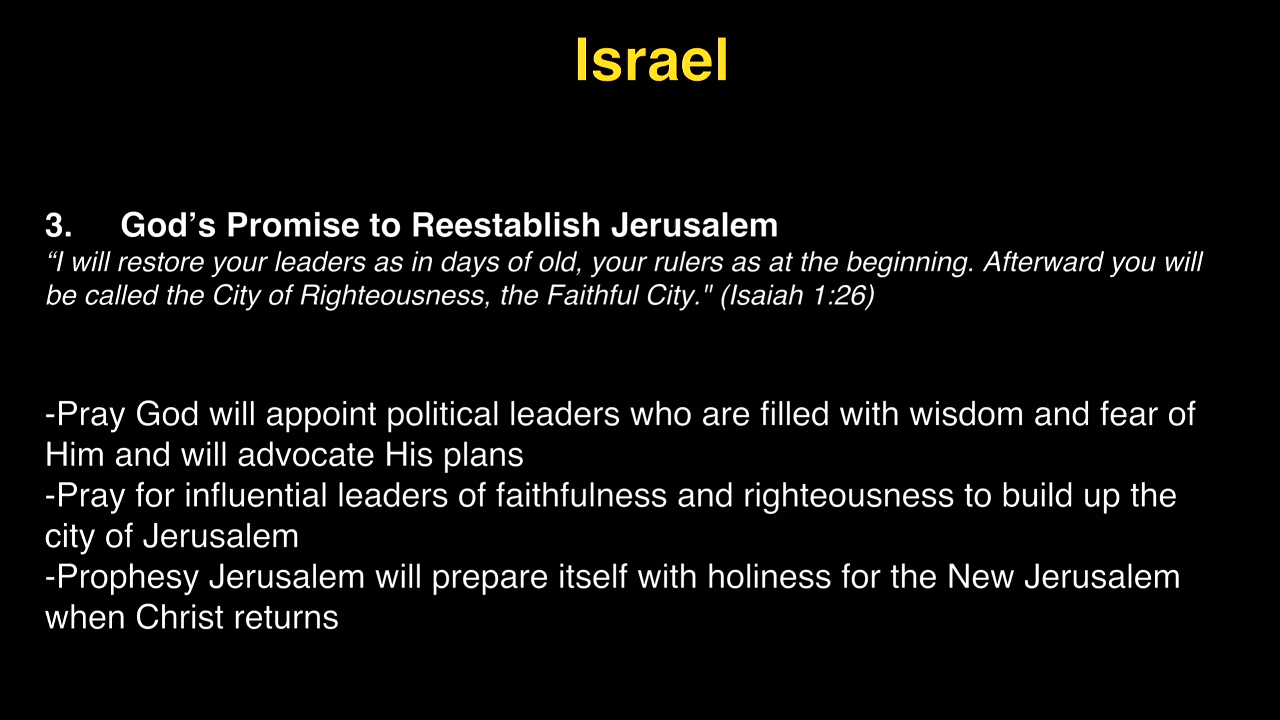 Israel
3. God’s Promise to Reestablish Jerusalem
“I will restore your leaders as in days of old, your rulers as at the beginning. Afterward you will
be called the City of Righteousness, the Faithful City." (Isaiah 1:26)
-Pray God will appoint political leaders who are filled with wisdom and fear of
Him and will advocate His plans
-Pray for influential leaders of faithfulness and righteousness to build up the
city of Jerusalem
-Prophesy Jerusalem will prepare itself with holiness for the New Jerusalem
when Christ returns